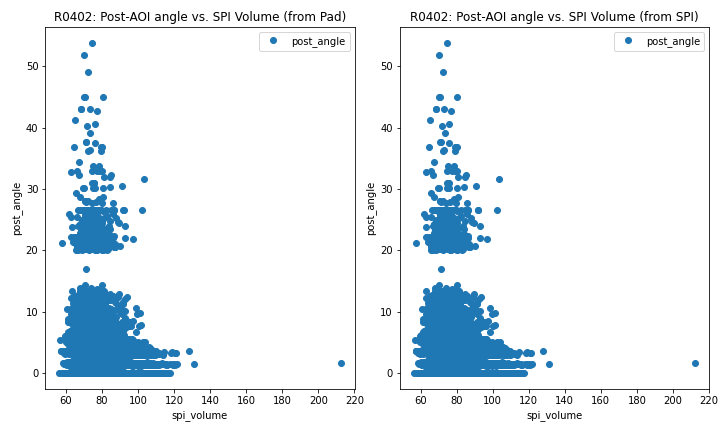 R0402: Post-AOI angle vs. SPI Volume (from Pad)
post_angle
50
40
30
20
10
0
post_angle
60 80 100 120 140 160 180 200 220
spi_volume
R0402: Post-AOI angle vs. SPI Volume (from SPI)
post_angle
50
40
30
20
10
0
post_angle
60 80 100 120 140 160 180 200 220
spi_volume